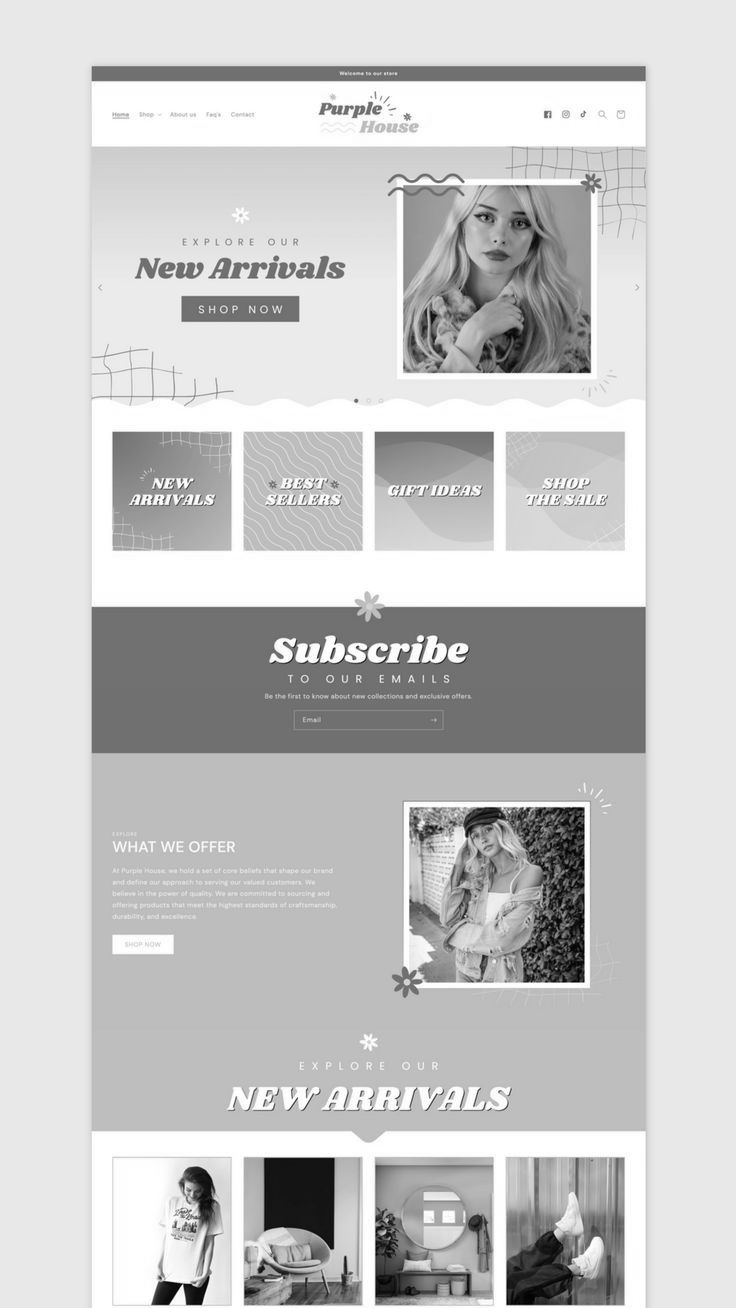 Welcome to our store
Home Shop About us Faq's Contact
Purple
House
EXPLORE OUR
New Arrivals
SHOP NOW
NEW
ARRIVALS
BEST
SELLERS
GIFT IDEAS
SHOP
THE SALE
Subscribe
TO OUR EMAILS
Be the first to know about new collections and exclusive offers.
Email
EXPLORE
WHAT WE OFFER
At Purple House, we hold a set of core beliefs that shape our brand
and define our approach to serving our valued customers. We
believe in the power of quality. We are committed to sourcing and
offering products that meet the highest standards of craftsmanship,
durability, and excellence.
SHOP NOW
EXPLORE OUR
NEW ARRIVALS